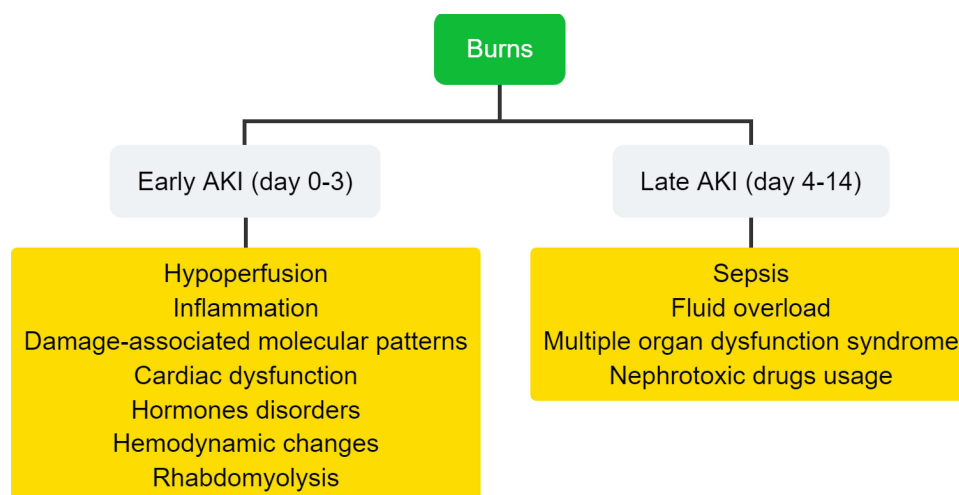 Burns
Early AKI (day 0-3)
Late AKI (day 4-14)
Hypoperfusion
Inflammation
Damage-associated molecular patterns
Cardiac dysfunction
Hormones disorders
Hemodynamic changes
Rhabdomyolysis
Sepsis
Fluid overload
Multiple organ dysfunction syndrome
Nephrotoxic drugs usage